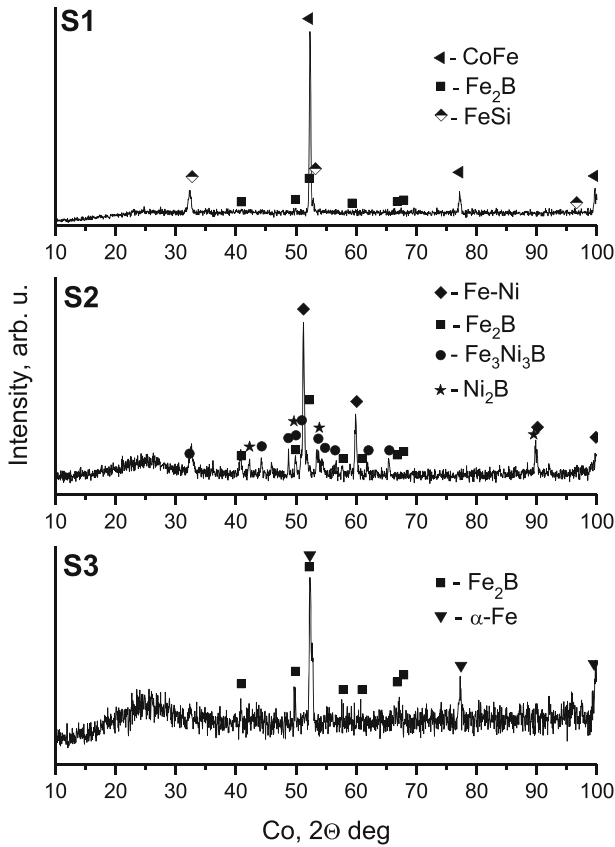 S1
- CoFe
- Fe₂B
- FeSi
10 20 30 40 50 60 70 80 90 100
S2
- Fe-Ni
- Fe₂B
- Fe₃Ni₃B
- Ni₂B
Intensity, arb. u.
10 20 30 40 50 60 70 80 90 100
S3
- Fe₂B
- α-Fe
10 20 30 40 50 60 70 80 90 100
Co, 2Θ deg